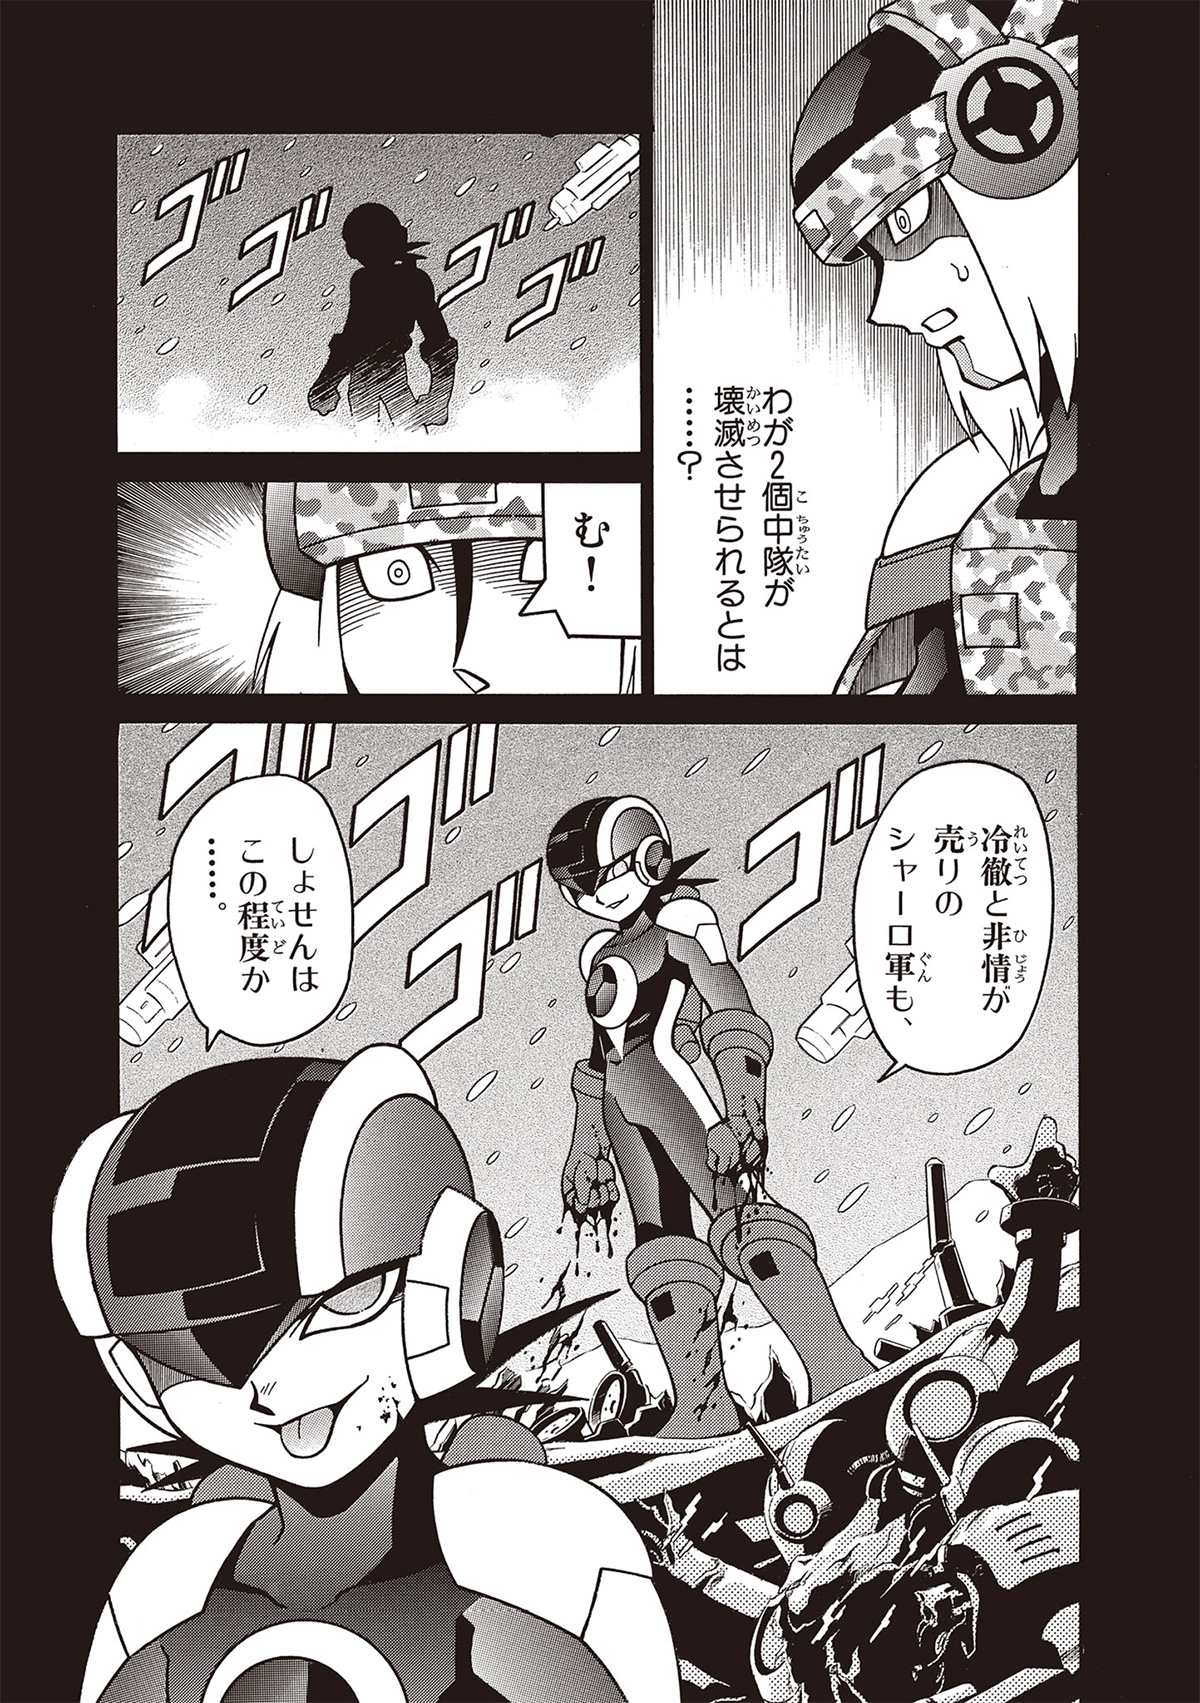 わが2個中隊が
壊滅させられるとは
……？
ゴゴゴゴ
む！
冷徹と非情が
売りの
シャーロ軍も、
ゴゴゴゴ
しょせんは
この程度か
……。